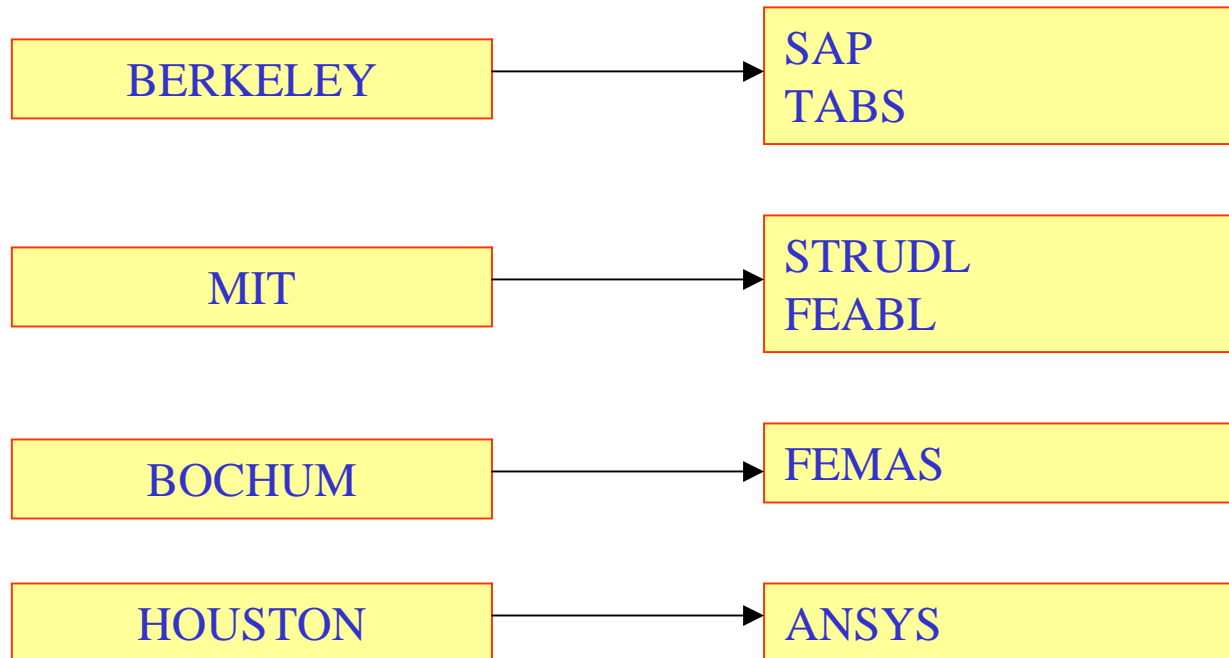 BERKELEY
SAP
TABS
MIT
STRUDL
FEABL
BOCHUM
FEMAS
HOUSTON
ANSYS